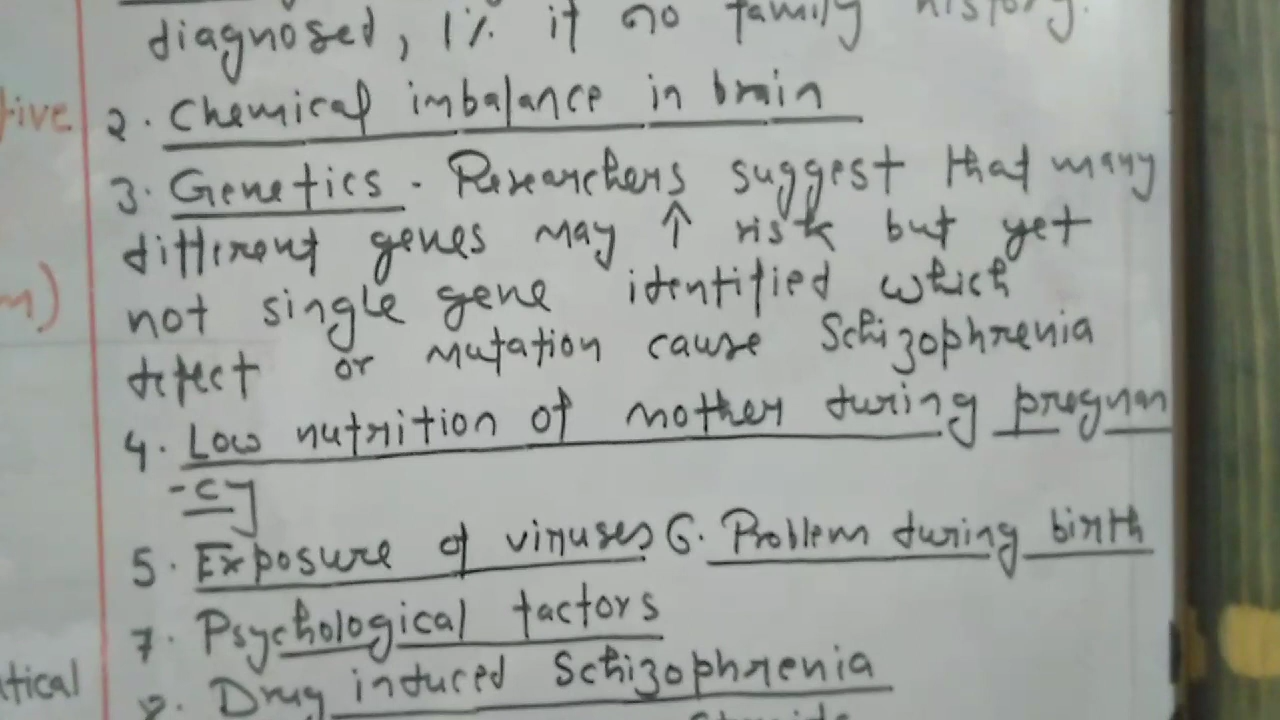 diagnosed, 1% if no family history.
2. Chemical imbalance in brain
3. Genetics. Researchers suggest that many
different genes may ↑ risk but yet
not single gene identified which
defect or mutation cause Schizophrenia
4. Low nutrition of mother during pregnan
-cy
5. Exposure of viruses 6. Problem during birth
7. Psychological factors
8. Drug induced Schizophrenia